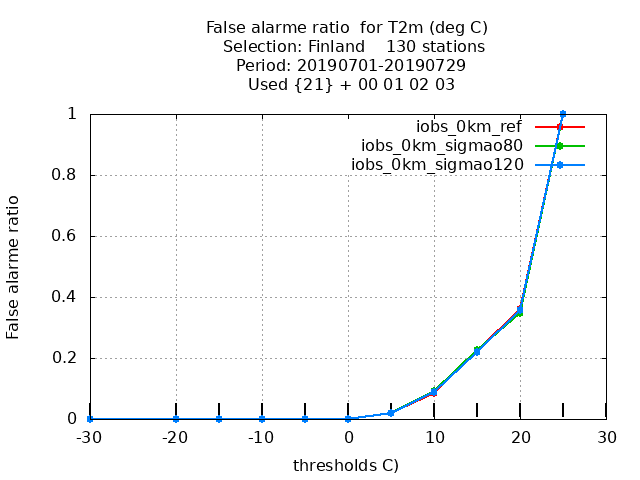 False alarme ratio  for T2m (deg C)
Selection: Finland    130 stations
Period: 20190701-20190729
Used {21} + 00 01 02 03
iobs_0km_ref
iobs_0km_sigmao80
iobs_0km_sigmao120
False alarme ratio
1
0.8
0.6
0.4
0.2
0
-30 -20 -10 0 10 20 30
thresholds C)